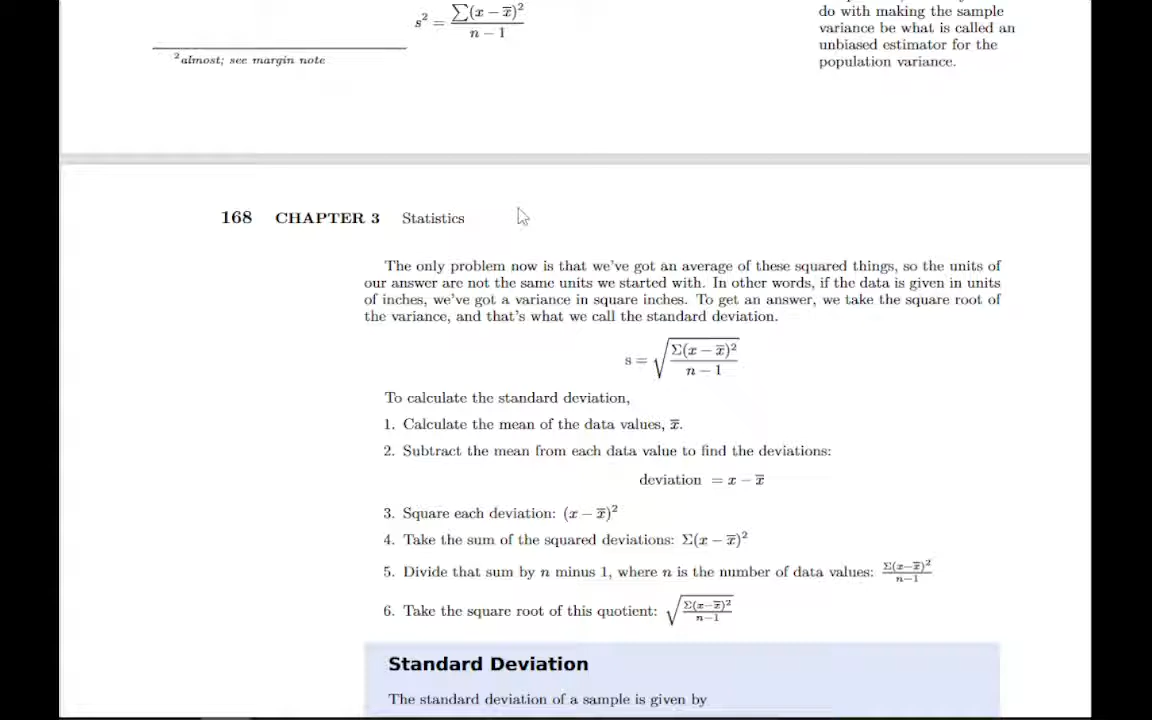 s² = Σ(x − x̄)² / n − 1
² almost; see margin note
do with making the sample
variance be what is called an
unbiased estimator for the
population variance.
168 CHAPTER 3 Statistics
The only problem now is that we've got an average of these squared things, so the units of
our answer are not the same units we started with. In other words, if the data is given in units
of inches, we've got a variance in square inches. To get an answer, we take the square root of
the variance, and that's what we call the standard deviation.
s = √(Σ(x − x̄)² / n − 1)
To calculate the standard deviation,
1. Calculate the mean of the data values, x̄.
2. Subtract the mean from each data value to find the deviations:
deviation = x − x̄
3. Square each deviation: (x − x̄)²
4. Take the sum of the squared deviations: Σ(x − x̄)²
5. Divide that sum by n minus 1, where n is the number of data values: Σ(x−x̄)² / n−1
6. Take the square root of this quotient: √(Σ(x−x̄)² / n−1)
Standard Deviation
The standard deviation of a sample is given by